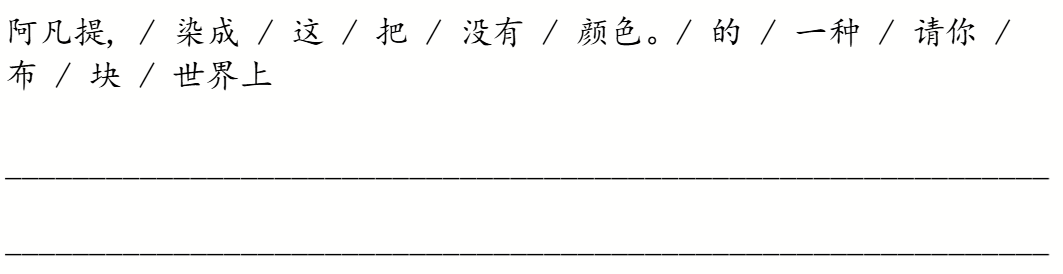 阿凡提, / 染成 / 这 / 把 / 没有 / 颜色。/ 的 / 一种 / 请你 /
布 / 块 / 世界上